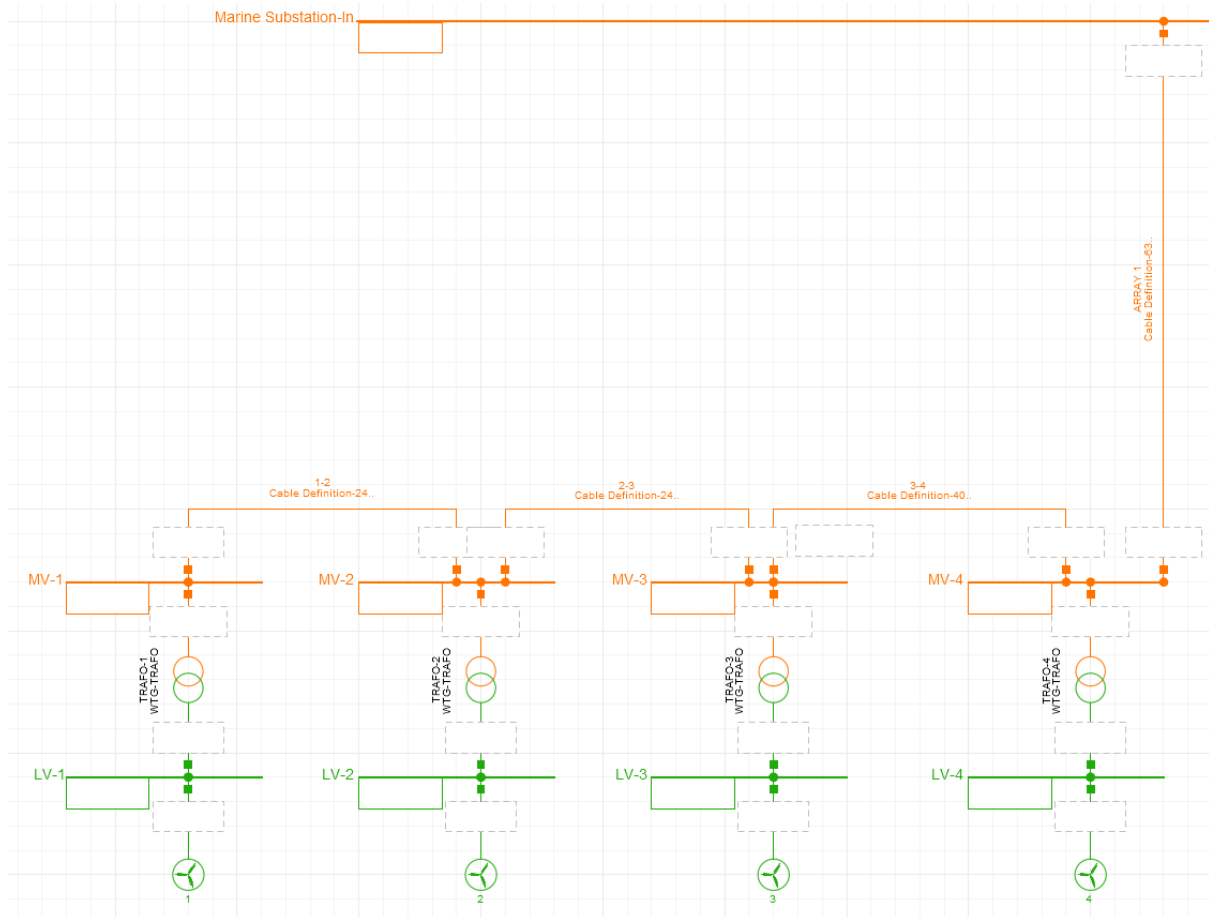 Marine Substation-In
ARRAY 1
Cable Definition-63..
1-2
Cable Definition-24..
2-3
Cable Definition-24..
3-4
Cable Definition-40..
MV-1
MV-2
MV-3
MV-4
TRAFO-1
WTG-TRAFO
TRAFO-2
WTG-TRAFO
TRAFO-3
WTG-TRAFO
TRAFO-4
WTG-TRAFO
LV-1
LV-2
LV-3
LV-4
1
2
3
4